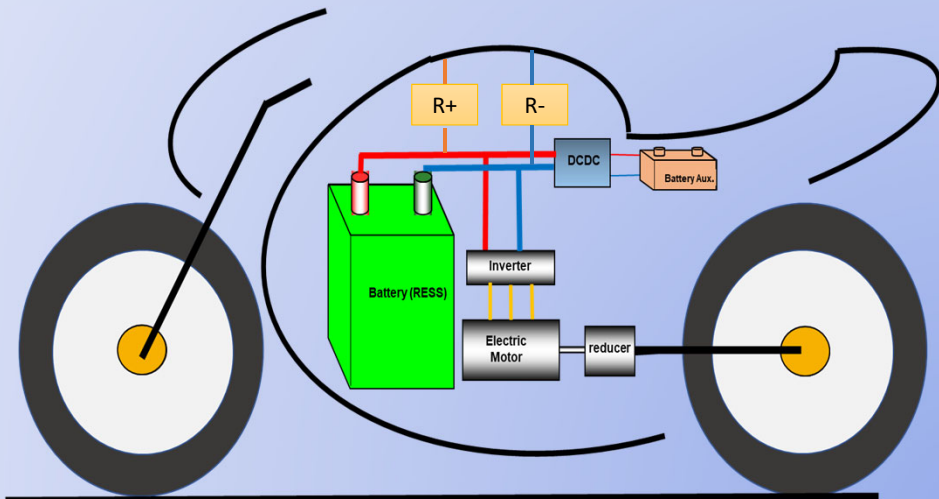 R+
R-
DCDC
Battery Aux.
Inverter
Battery (RESS)
Electric
Motor
reducer